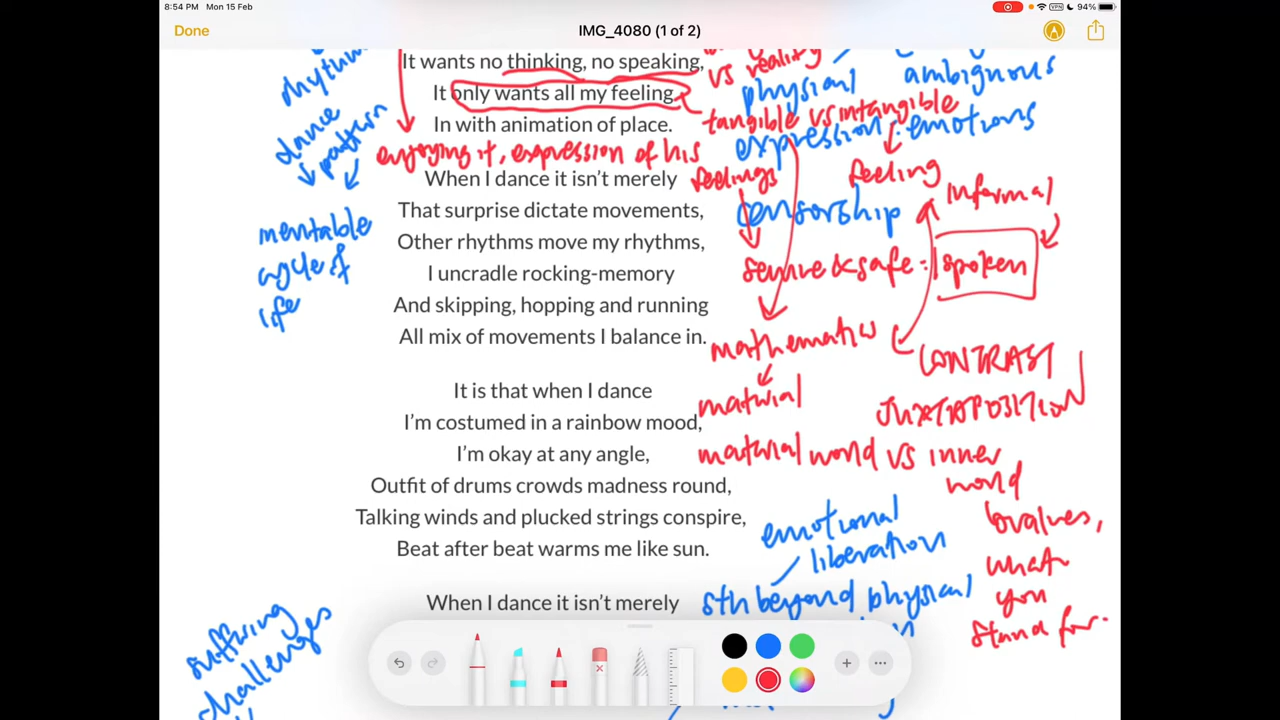 8:54 PM Mon 15 Feb
VPN 94%
Done
IMG_4080 (1 of 2)
It wants no thinking, no speaking,
It only wants all my feeling
In with animation of place.
When I dance it isn't merely
That surprise dictate movements,
Other rhythms move my rhythms,
I uncradle rocking-memory
And skipping, hopping and running
All mix of movements I balance in.
It is that when I dance
I'm costumed in a rainbow mood,
I'm okay at any angle,
Outfit of drums crowds madness round,
Talking winds and plucked strings conspire,
Beat after beat warms me like sun.
When I dance it isn't merely
dance
pattern
life
enjoying it, expression of his
feelings
vs reality
physical
ambiguous
tangible vs intangible
expression: emotions
feeling
censorship
informal
secure & safe
spoken
mathematics
material
CONTRAST
JUXTAPOSITION
material world vs inner
world
values,
what
you
stand for
emotional
liberation
sth beyond physical
suffering
challenges